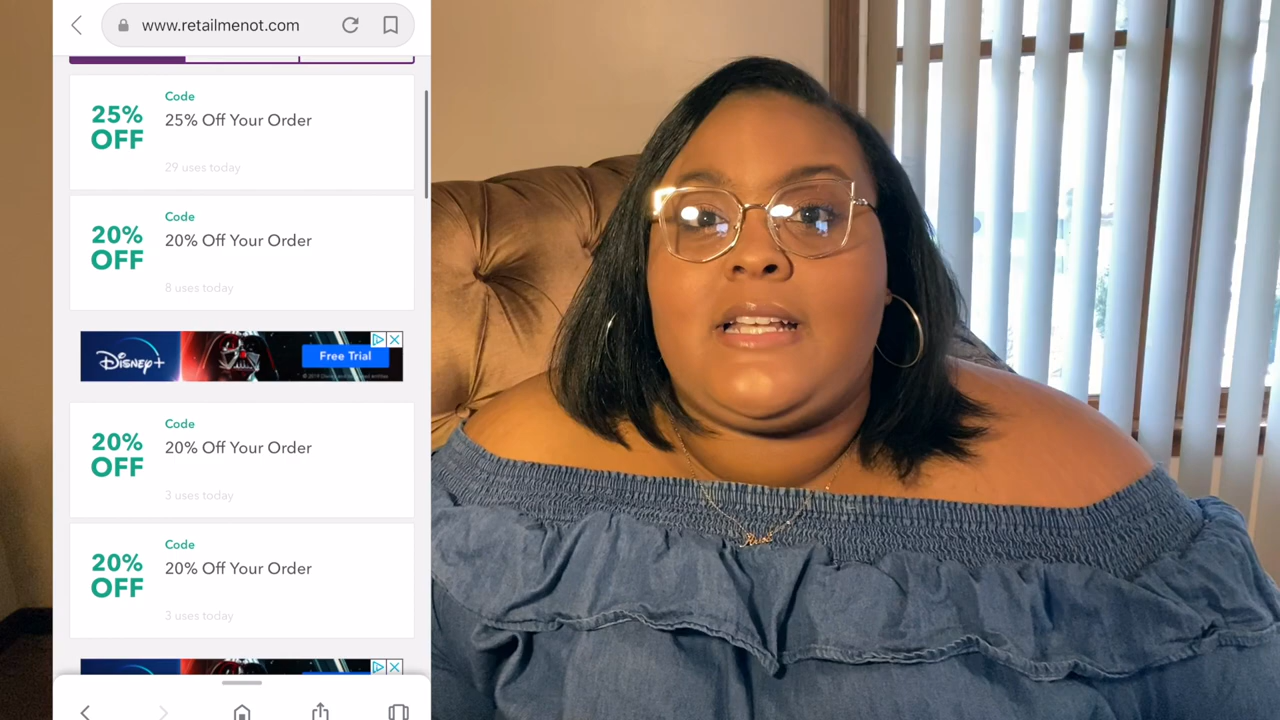 www.retailmenot.com
25% OFF
Code
25% Off Your Order
29 uses today
20% OFF
Code
20% Off Your Order
8 uses today
Disney+
Free Trial
20% OFF
Code
20% Off Your Order
3 uses today
20% OFF
Code
20% Off Your Order
3 uses today